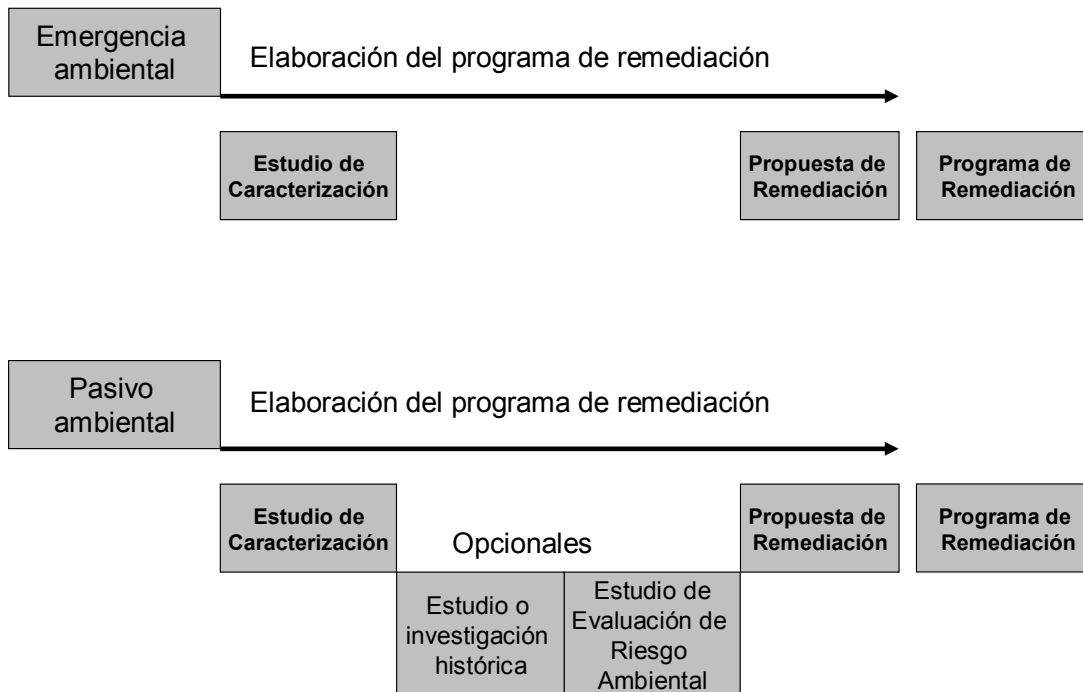 Emergencia
ambiental
Elaboración del programa de remediación
Estudio de
Caracterización
Propuesta de
Remediación
Programa de
Remediación
Pasivo
ambiental
Elaboración del programa de remediación
Estudio de
Caracterización
Opcionales
Propuesta de
Remediación
Programa de
Remediación
Estudio o
investigación
histórica
Estudio de
Evaluación de
Riesgo
Ambiental